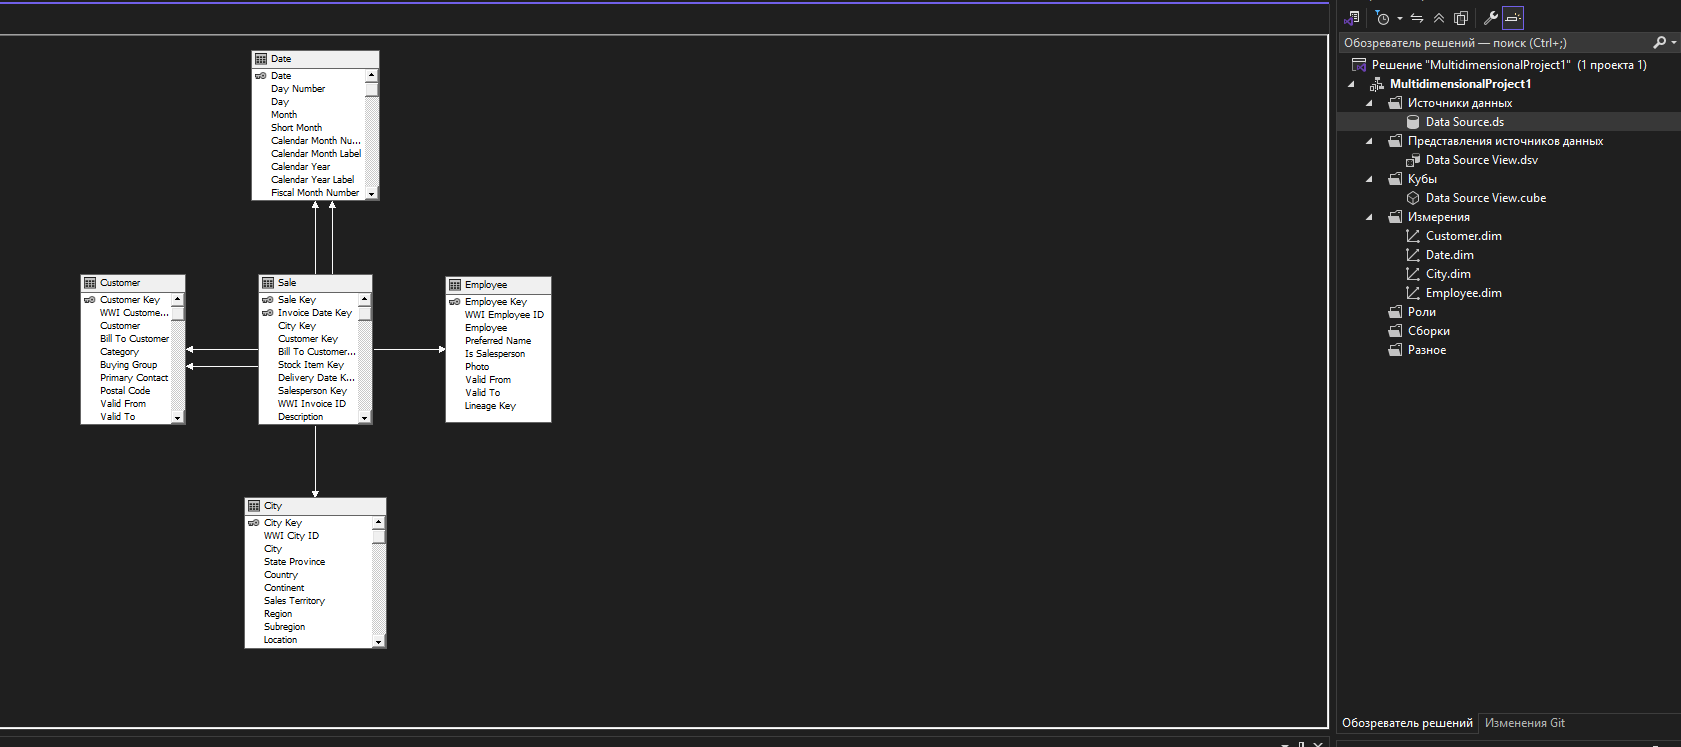 Date
Date
Day Number
Day
Month
Short Month
Calendar Month Nu...
Calendar Month Label
Calendar Year
Calendar Year Label
Fiscal Month Number
Customer
Customer Key
WWI Custome...
Customer
Bill To Customer
Category
Buying Group
Primary Contact
Postal Code
Valid From
Valid To
Sale
Sale Key
Invoice Date Key
City Key
Customer Key
Bill To Customer...
Stock Item Key
Delivery Date K...
Salesperson Key
WWI Invoice ID
Description
Employee
Employee Key
WWI Employee ID
Employee
Preferred Name
Is Salesperson
Photo
Valid From
Valid To
Lineage Key
City
City Key
WWI City ID
City
State Province
Country
Continent
Sales Territory
Region
Subregion
Location
Обозреватель решений — поиск (Ctrl+;)
Решение "MultidimensionalProject1" (1 проекта 1)
MultidimensionalProject1
Источники данных
Data Source.ds
Представления источников данных
Data Source View.dsv
Кубы
Data Source View.cube
Измерения
Customer.dim
Date.dim
City.dim
Employee.dim
Роли
Сборки
Разное
Обозреватель решений Изменения Git